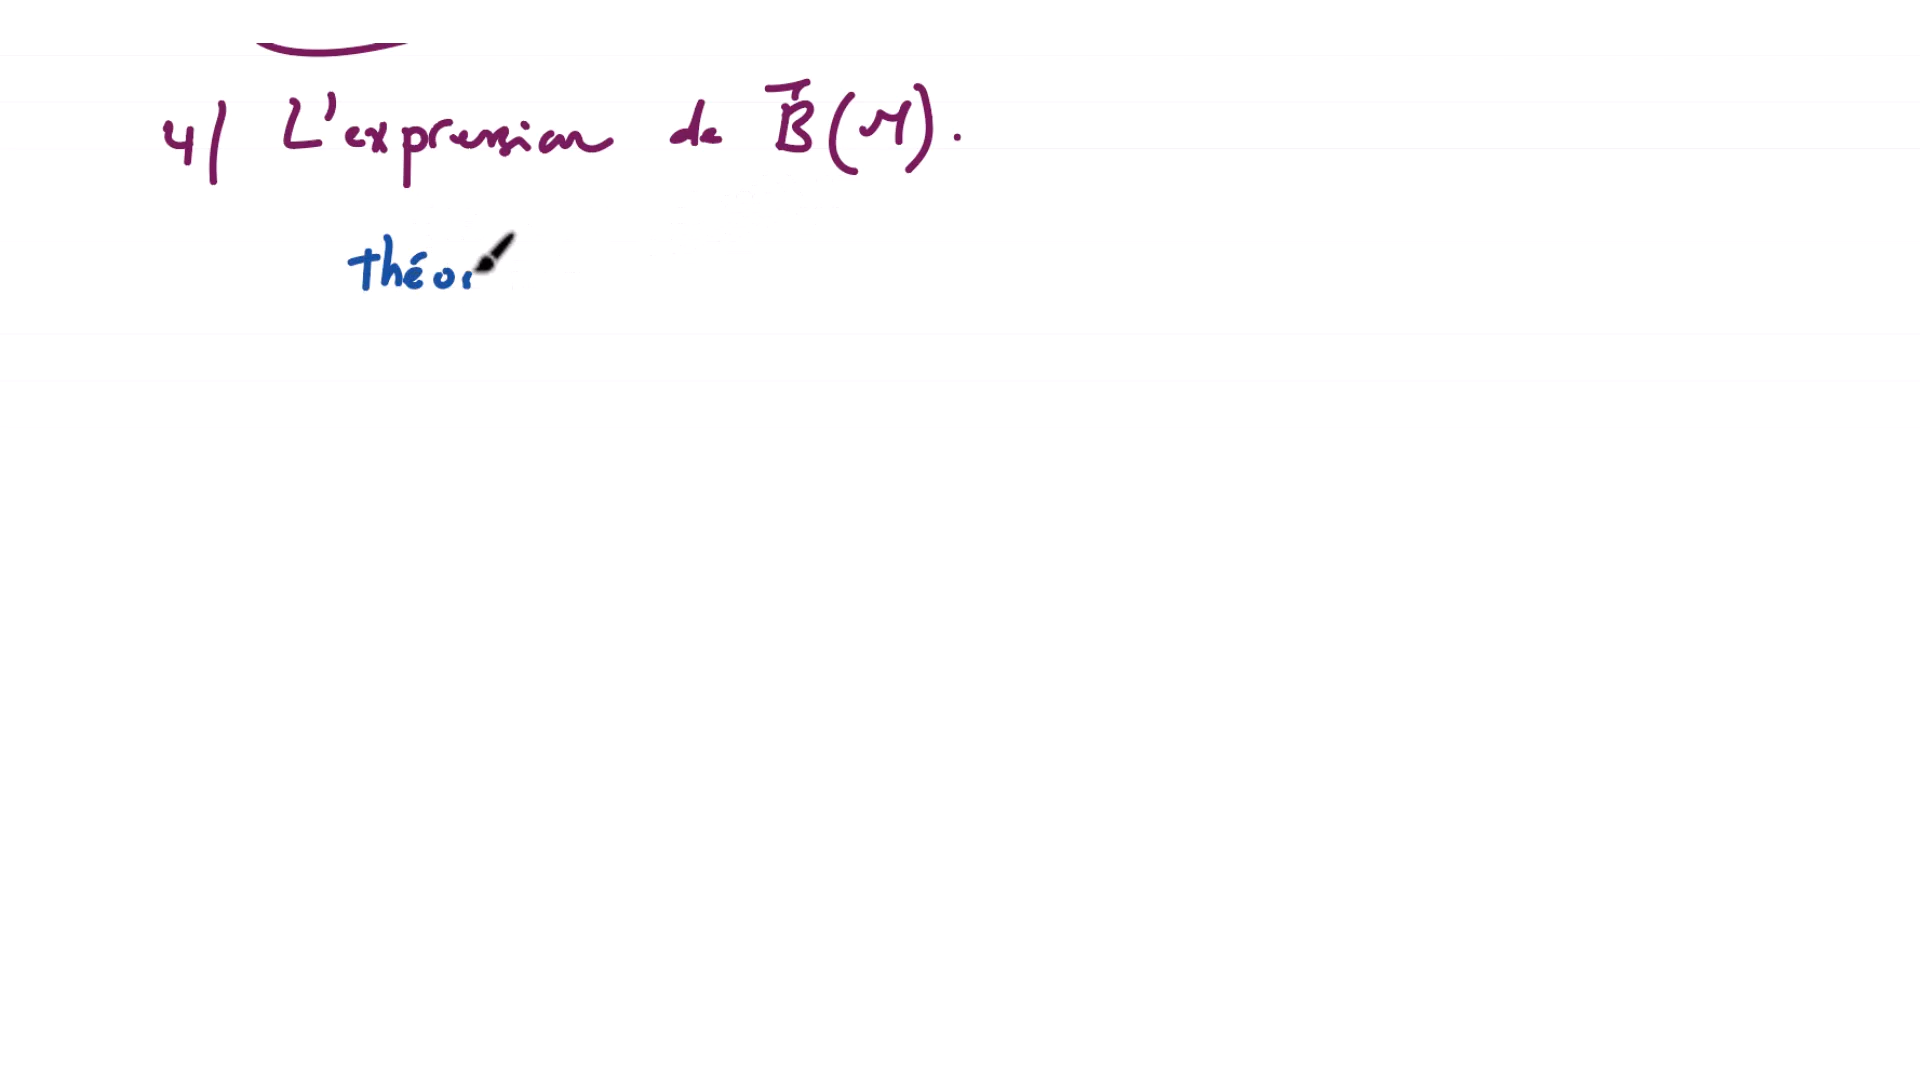 4) L'expression de B⃗(M).
théor